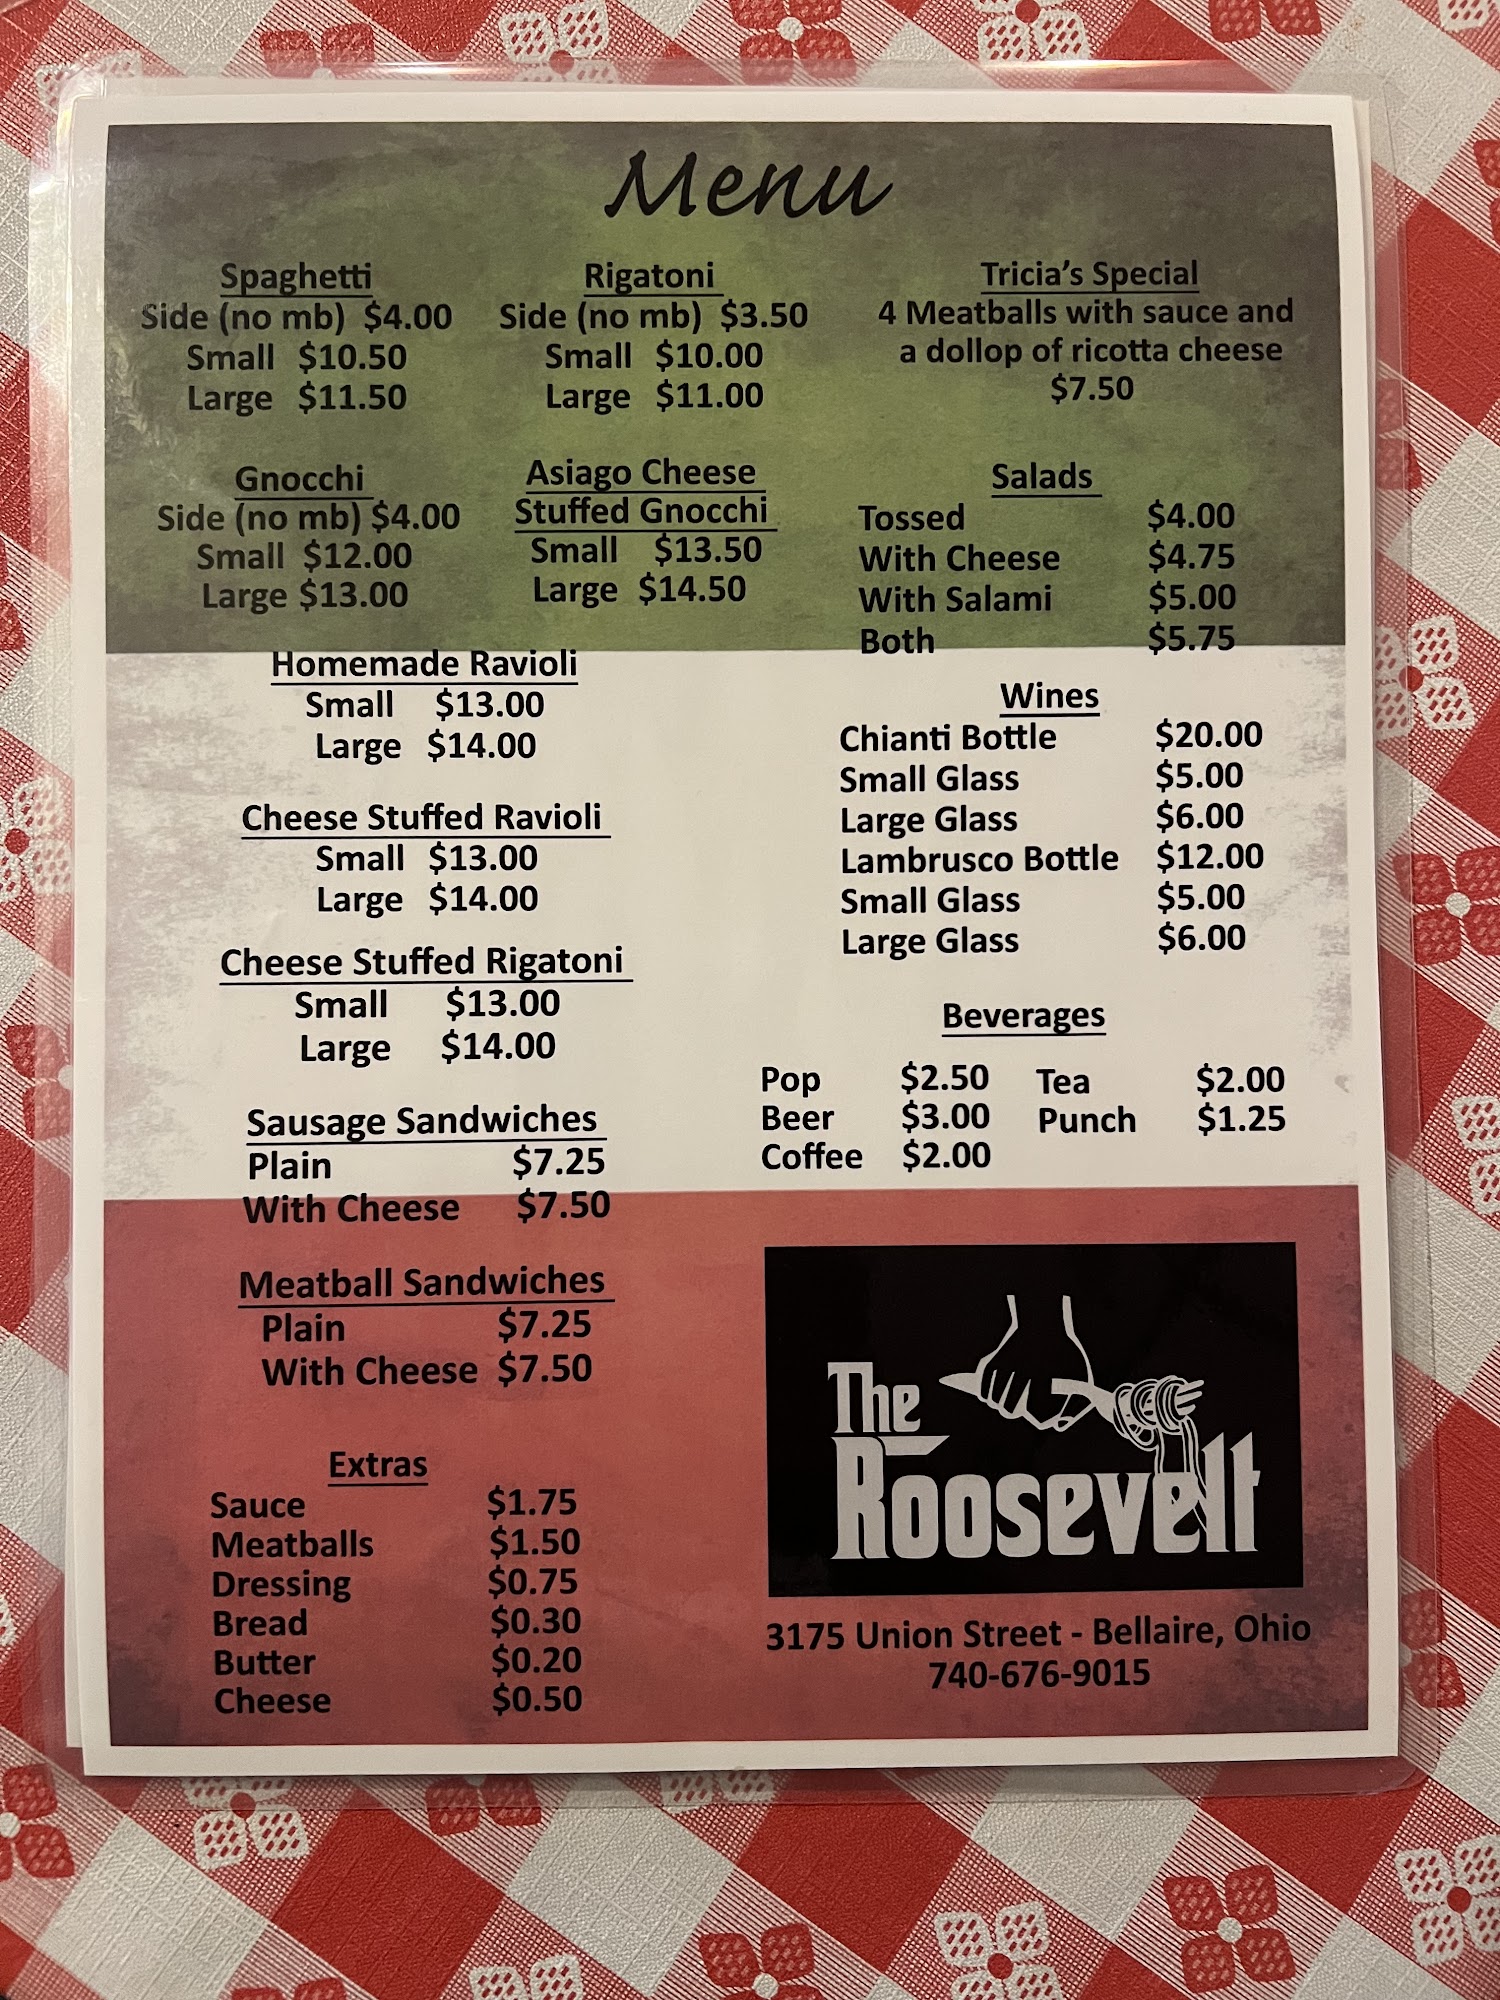 Menu
Spaghetti
Side (no mb) $4.00
Small $10.50
Large $11.50
Rigatoni
Side (no mb) $3.50
Small $10.00
Large $11.00
Tricia's Special
4 Meatballs with sauce and
a dollop of ricotta cheese
$7.50
Gnocchi
Side (no mb) $4.00
Small $12.00
Large $13.00
Asiago Cheese
Stuffed Gnocchi
Small $13.50
Large $14.50
Salads
Tossed $4.00
With Cheese $4.75
With Salami $5.00
Both $5.75
Homemade Ravioli
Small $13.00
Large $14.00
Cheese Stuffed Ravioli
Small $13.00
Large $14.00
Cheese Stuffed Rigatoni
Small $13.00
Large $14.00
Sausage Sandwiches
Plain $7.25
With Cheese $7.50
Meatball Sandwiches
Plain $7.25
With Cheese $7.50
Extras
Sauce $1.75
Meatballs $1.50
Dressing $0.75
Bread $0.30
Butter $0.20
Cheese $0.50
Wines
Chianti Bottle $20.00
Small Glass $5.00
Large Glass $6.00
Lambrusco Bottle $12.00
Small Glass $5.00
Large Glass $6.00
Beverages
Pop $2.50 Tea $2.00
Beer $3.00 Punch $1.25
Coffee $2.00
The
Roosevelt
3175 Union Street - Bellaire, Ohio
740-676-9015